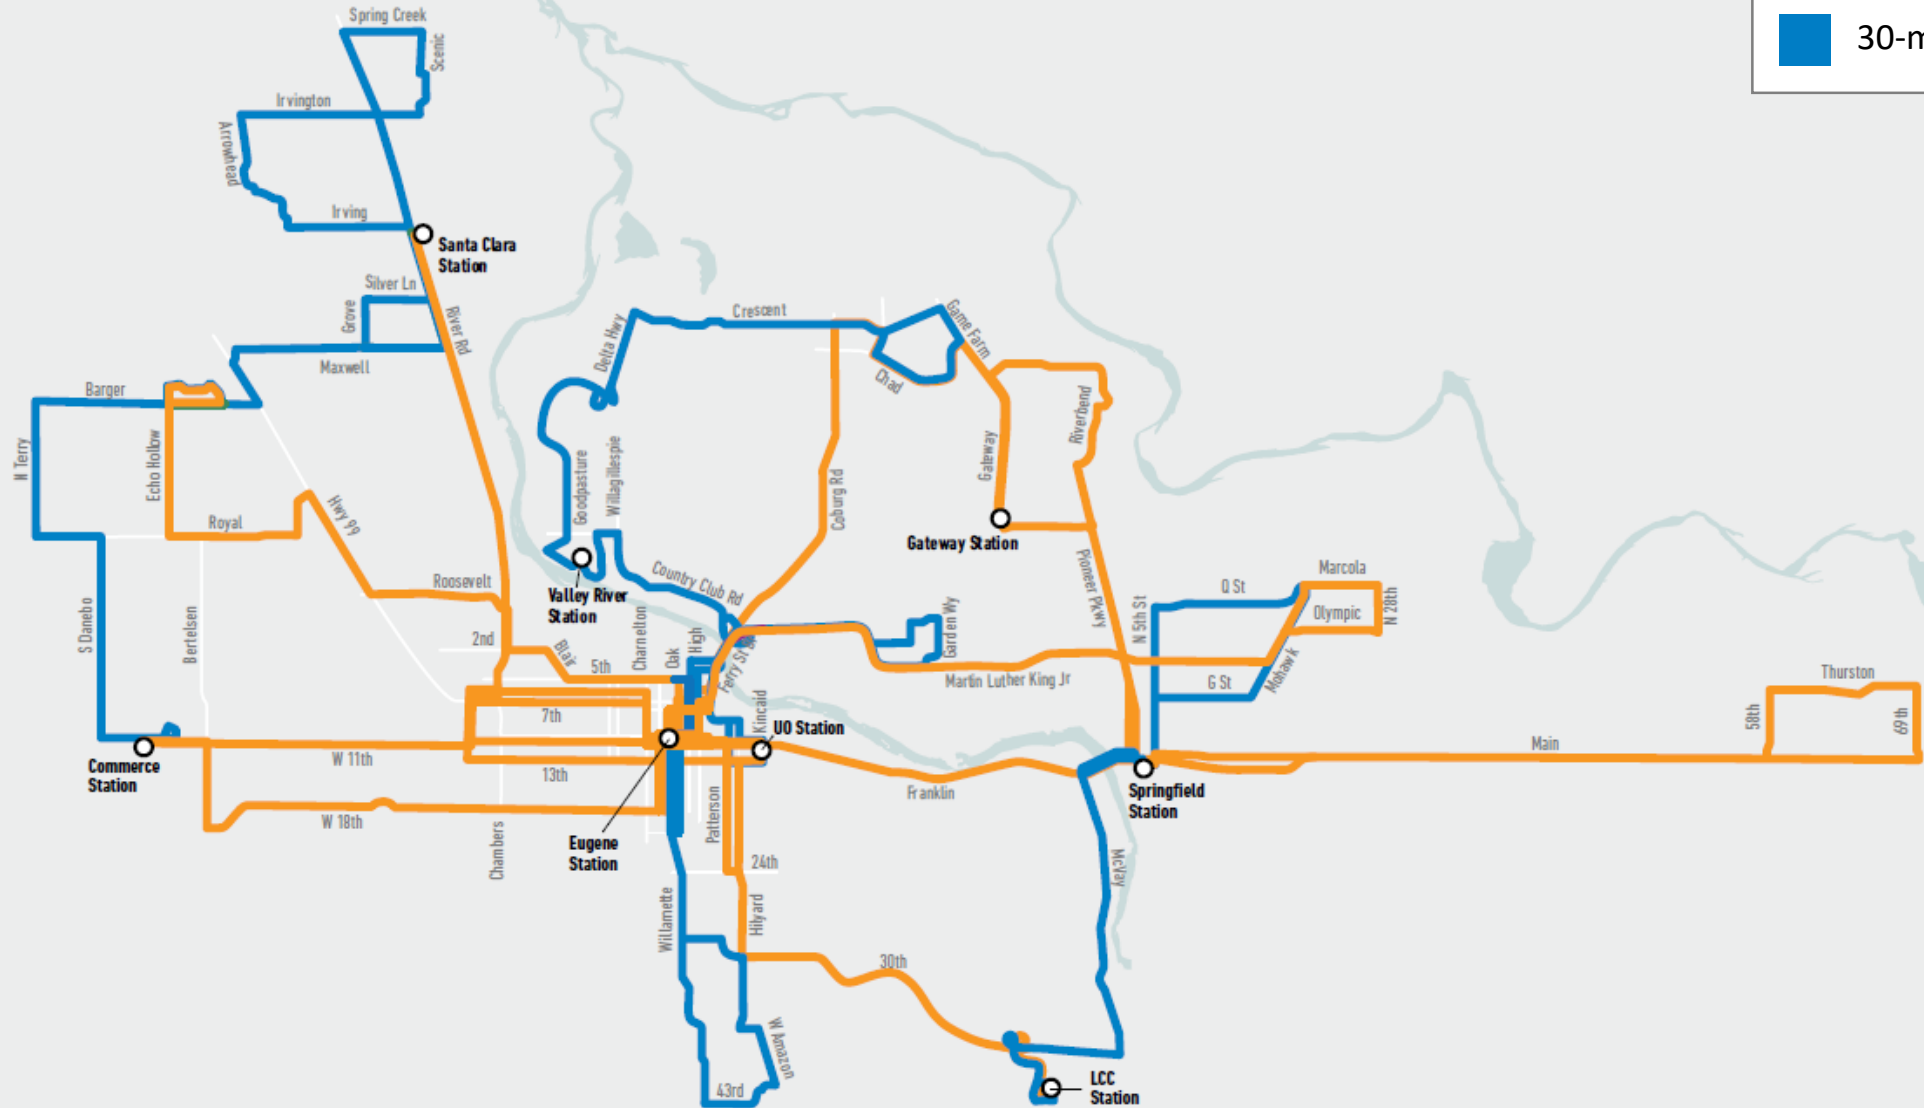 Spring Creek
Scenic
30-m
Irvington
Arrowhead
Irving
Santa Clara
Station
Silver Ln
Grove
River Rd
Maxwell
Crescent
Game Farm
Delta Hwy
Chad
Barger
N Terry
Echo Hollow
Royal
Hwy 99
Goodpasture
Willagillespie
Coburg Rd
Gateway
Riverbend
Gateway Station
Roosevelt
Valley River
Station
Country Club Rd
Pioneer Pkwy
Marcola
Q St
Olympic
N 28th
N 5th St
S Danebo
Bertelsen
2nd
Blair
5th
Charnelton
Oak
High
Ferry St
Garden Wy
Martin Luther King Jr
G St
Mohawk
Thurston
58th
69th
7th
Kincaid
UO Station
Main
Commerce
Station
W 11th
13th
Franklin
Springfield
Station
W 18th
Chambers
Eugene
Station
Patterson
24th
McVay
Willamette
Hilyard
30th
W Amazon
43rd
LCC
Station